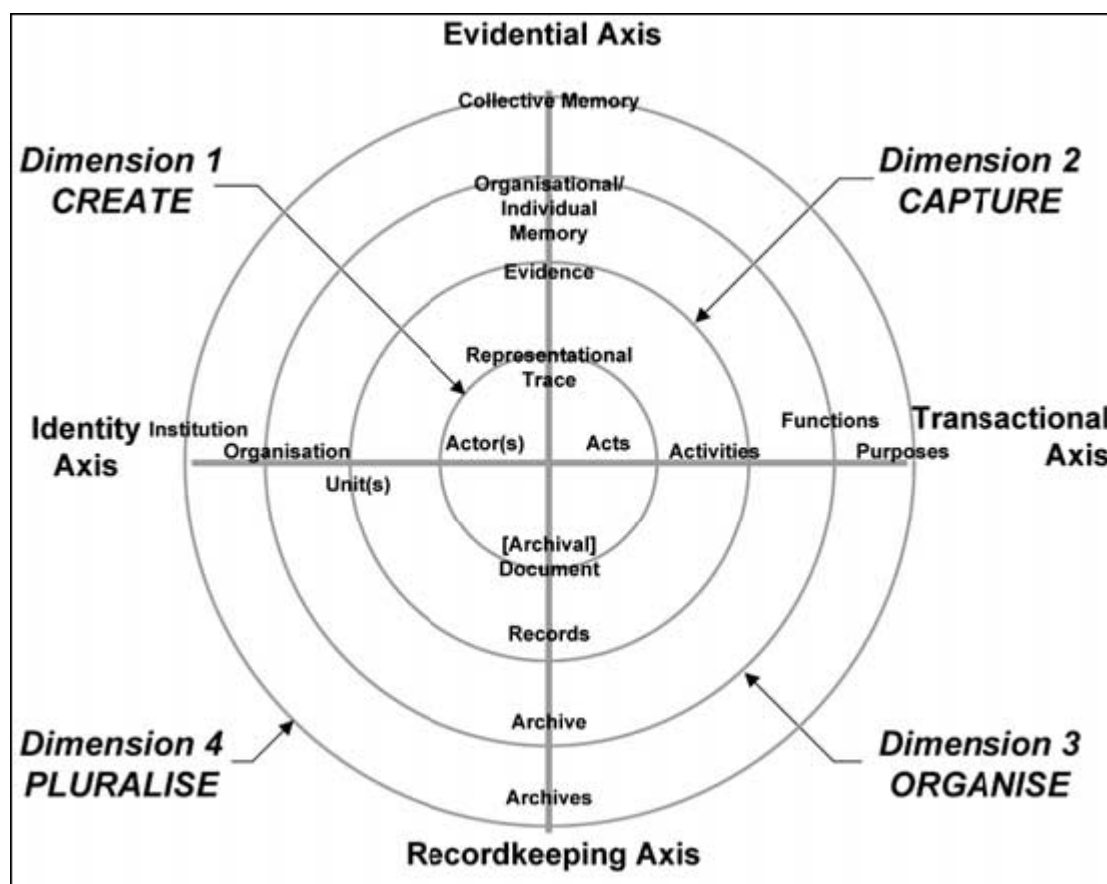 Evidential Axis
Collective Memory
Dimension 1
CREATE
Dimension 2
CAPTURE
Organisational/
Individual
Memory
Evidence
Representational
Trace
Identity
Axis
Institution
Organisation
Unit(s)
Actor(s)
Acts
Activities
Functions
Purposes
Transactional
Axis
[Archival]
Document
Records
Archive
Archives
Dimension 4
PLURALISE
Dimension 3
ORGANISE
Recordkeeping Axis